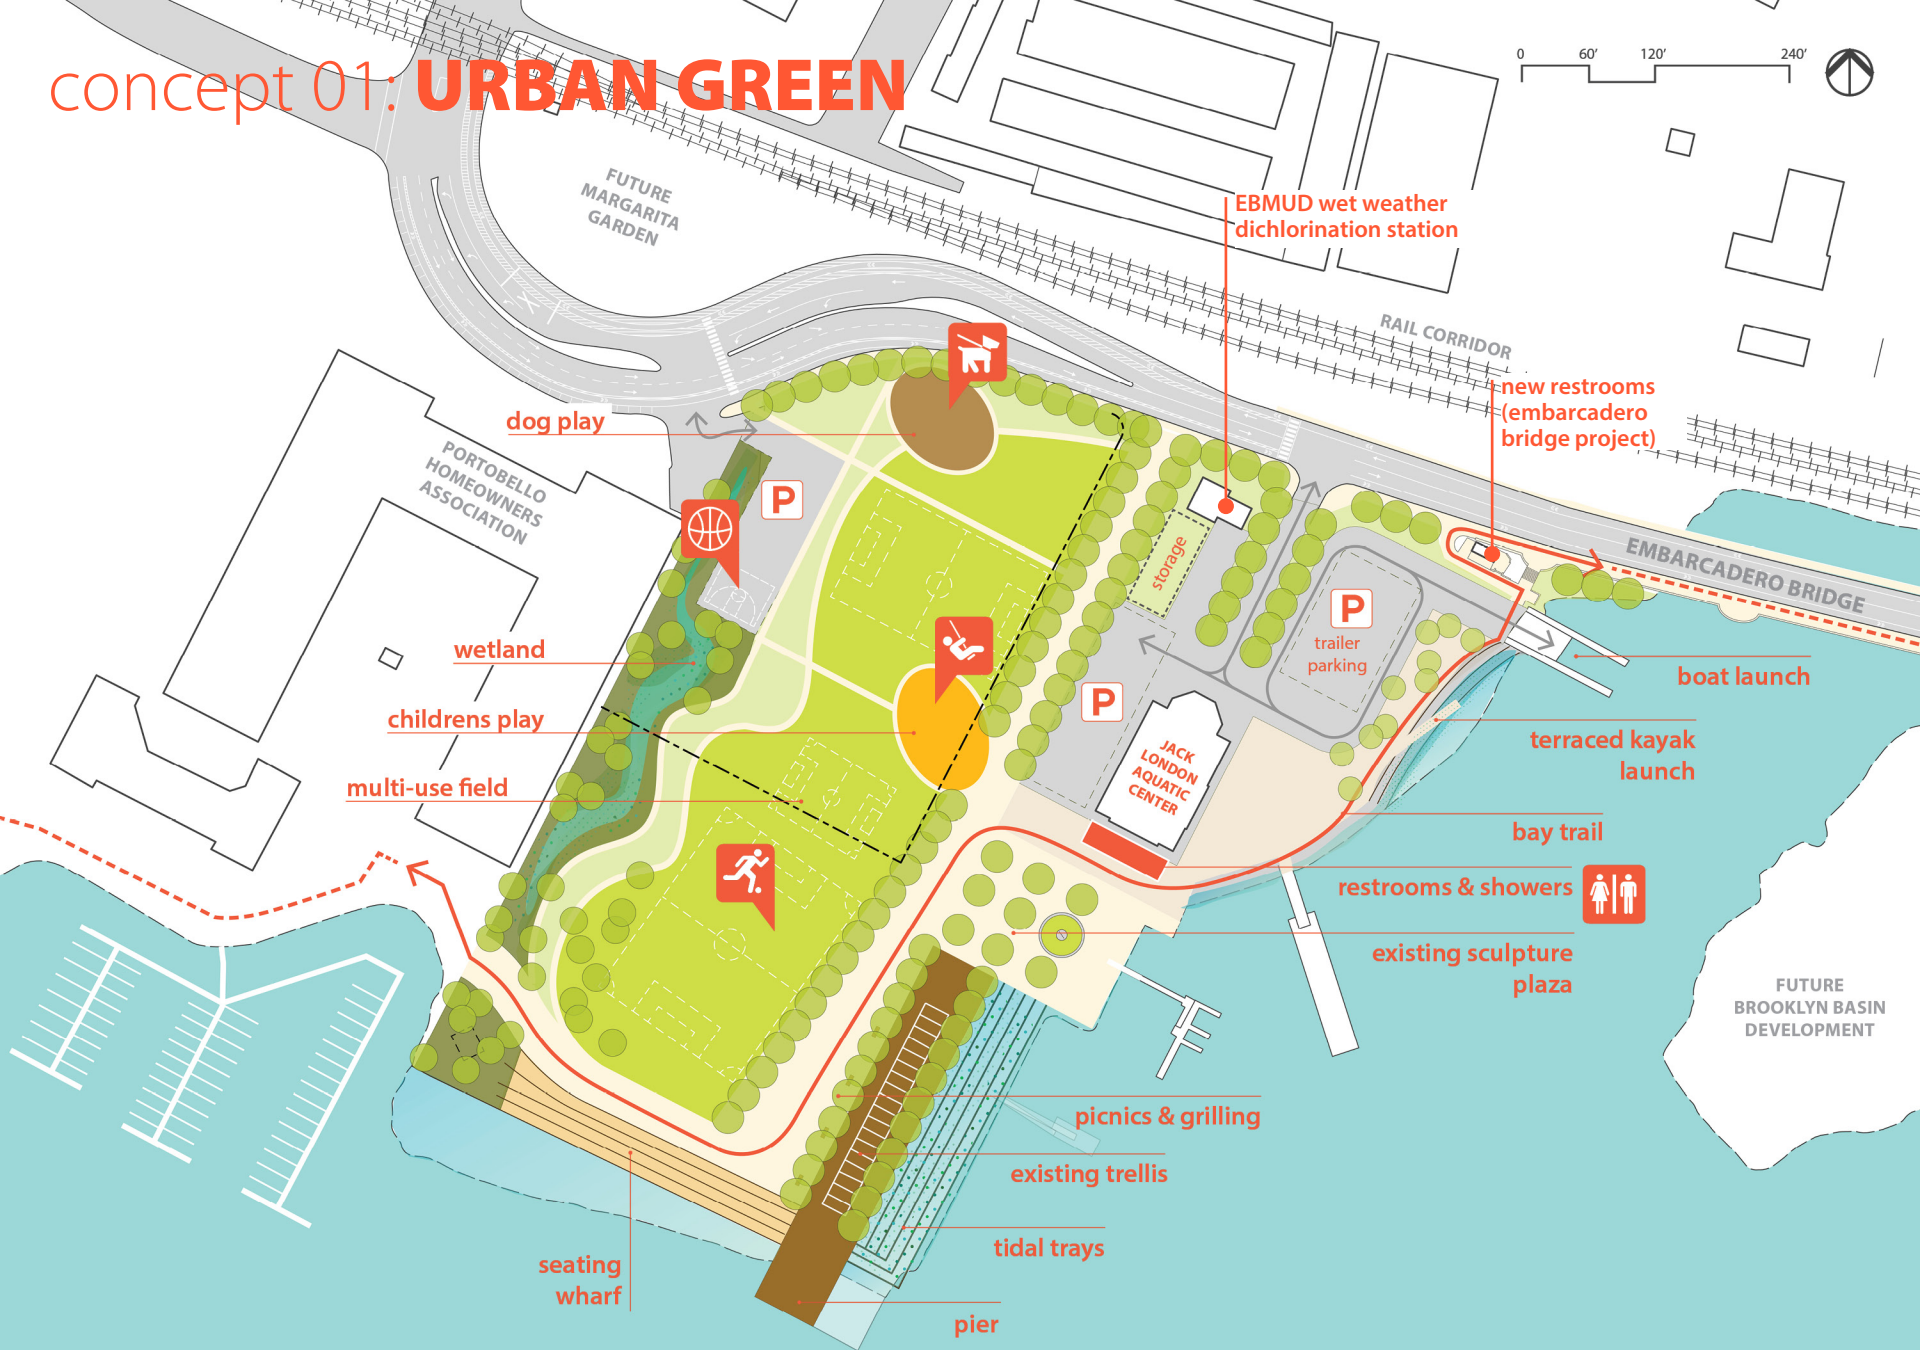 concept 01: URBAN GREEN
0 60' 120' 240'
FUTURE
MARGARITA
GARDEN
EBMUD wet weather
dichlorination station
RAIL CORRIDOR
new restrooms
(embarcadero
bridge project)
dog play
PORTOBELLO
HOMEOWNERS
ASSOCIATION
P
storage
EMBARCADERO BRIDGE
P
trailer
parking
wetland
boat launch
P
childrens play
terraced kayak
launch
JACK
LONDON
AQUATIC
CENTER
multi-use field
bay trail
restrooms & showers
existing sculpture
plaza
FUTURE
BROOKLYN BASIN
DEVELOPMENT
picnics & grilling
existing trellis
tidal trays
seating
wharf
pier